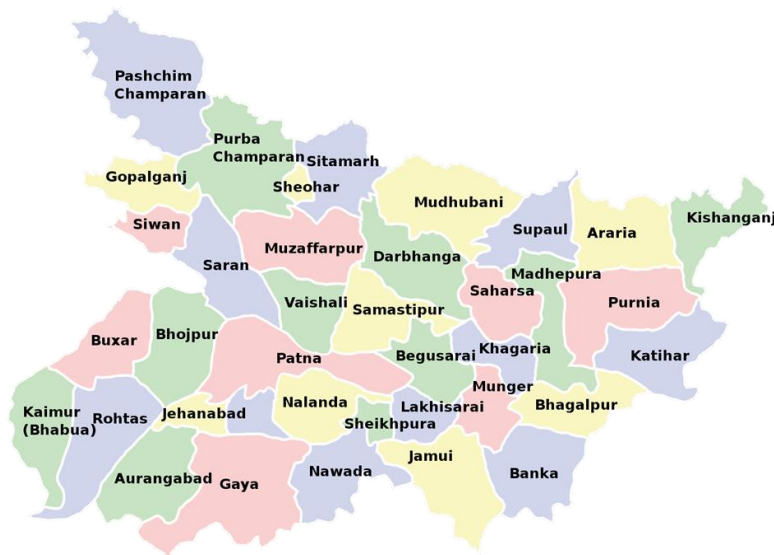 Pashchim
Champaran
Purba
Champaran
Sitamarh
Gopalganj
Sheohar
Mudhubani
Kishanganj
Siwan
Supaul
Araria
Muzaffarpur
Darbhanga
Saran
Madhepura
Saharsa
Vaishali
Samastipur
Purnia
Buxar
Bhojpur
Patna
Begusarai
Khagaria
Katihar
Munger
Kaimur
(Bhabua)
Rohtas
Jehanabad
Nalanda
Lakhisarai
Bhagalpur
Sheikhpura
Jamui
Aurangabad
Gaya
Nawada
Banka